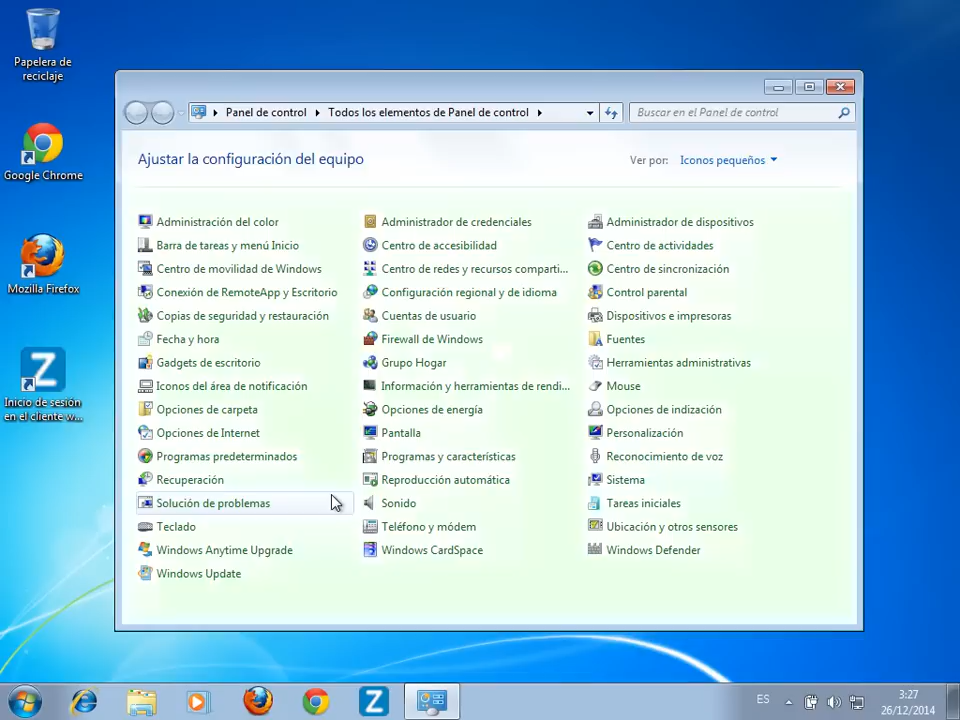 Papelera de
reciclaje
Google Chrome
Mozilla Firefox
Inicio de sesión
en el cliente w...
Panel de control
Todos los elementos de Panel de control
Buscar en el Panel de control
Ajustar la configuración del equipo
Ver por: Iconos pequeños
Administración del color
Administrador de credenciales
Administrador de dispositivos
Barra de tareas y menú Inicio
Centro de accesibilidad
Centro de actividades
Centro de movilidad de Windows
Centro de redes y recursos comparti...
Centro de sincronización
Conexión de RemoteApp y Escritorio
Configuración regional y de idioma
Control parental
Copias de seguridad y restauración
Cuentas de usuario
Dispositivos e impresoras
Fecha y hora
Firewall de Windows
Fuentes
Gadgets de escritorio
Grupo Hogar
Herramientas administrativas
Iconos del área de notificación
Información y herramientas de rendi...
Mouse
Opciones de carpeta
Opciones de energía
Opciones de indización
Opciones de Internet
Pantalla
Personalización
Programas predeterminados
Programas y características
Reconocimiento de voz
Recuperación
Reproducción automática
Sistema
Solución de problemas
Sonido
Tareas iniciales
Teclado
Teléfono y módem
Ubicación y otros sensores
Windows Anytime Upgrade
Windows CardSpace
Windows Defender
Windows Update
ES
3:27
26/12/2014